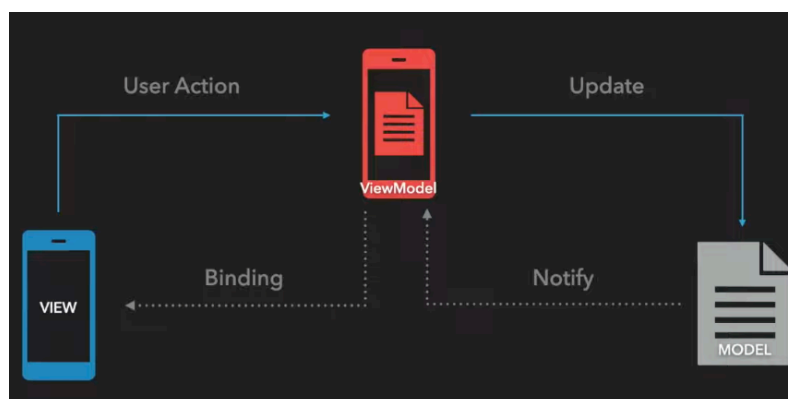 User Action
Update
ViewModel
Binding
Notify
VIEW
MODEL